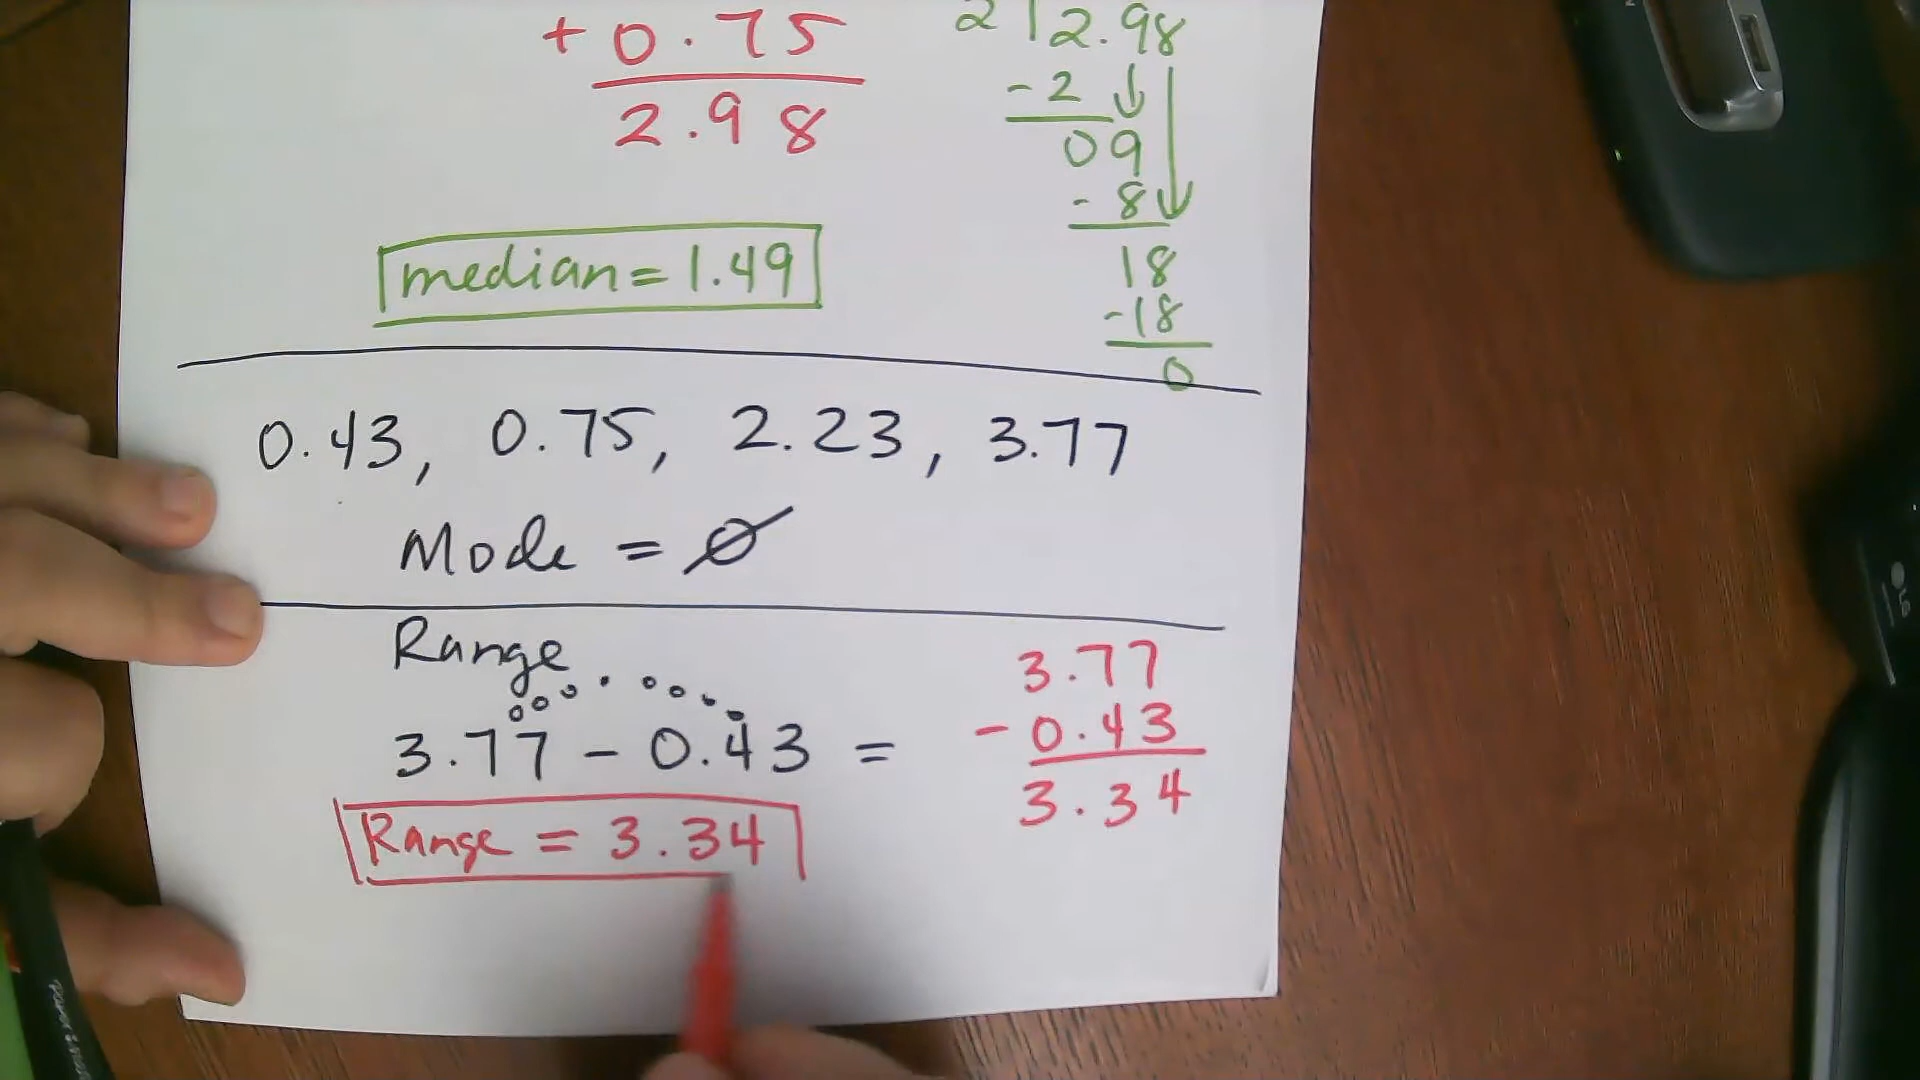 + 0.75
2.98
2 2.98
- 2
09
- 8
18
-18
0
median = 1.49
0.43, 0.75, 2.23, 3.77
Mode = ∅
Range
3.77 - 0.43 =
3.77
- 0.43
3.34
Range = 3.34
LG